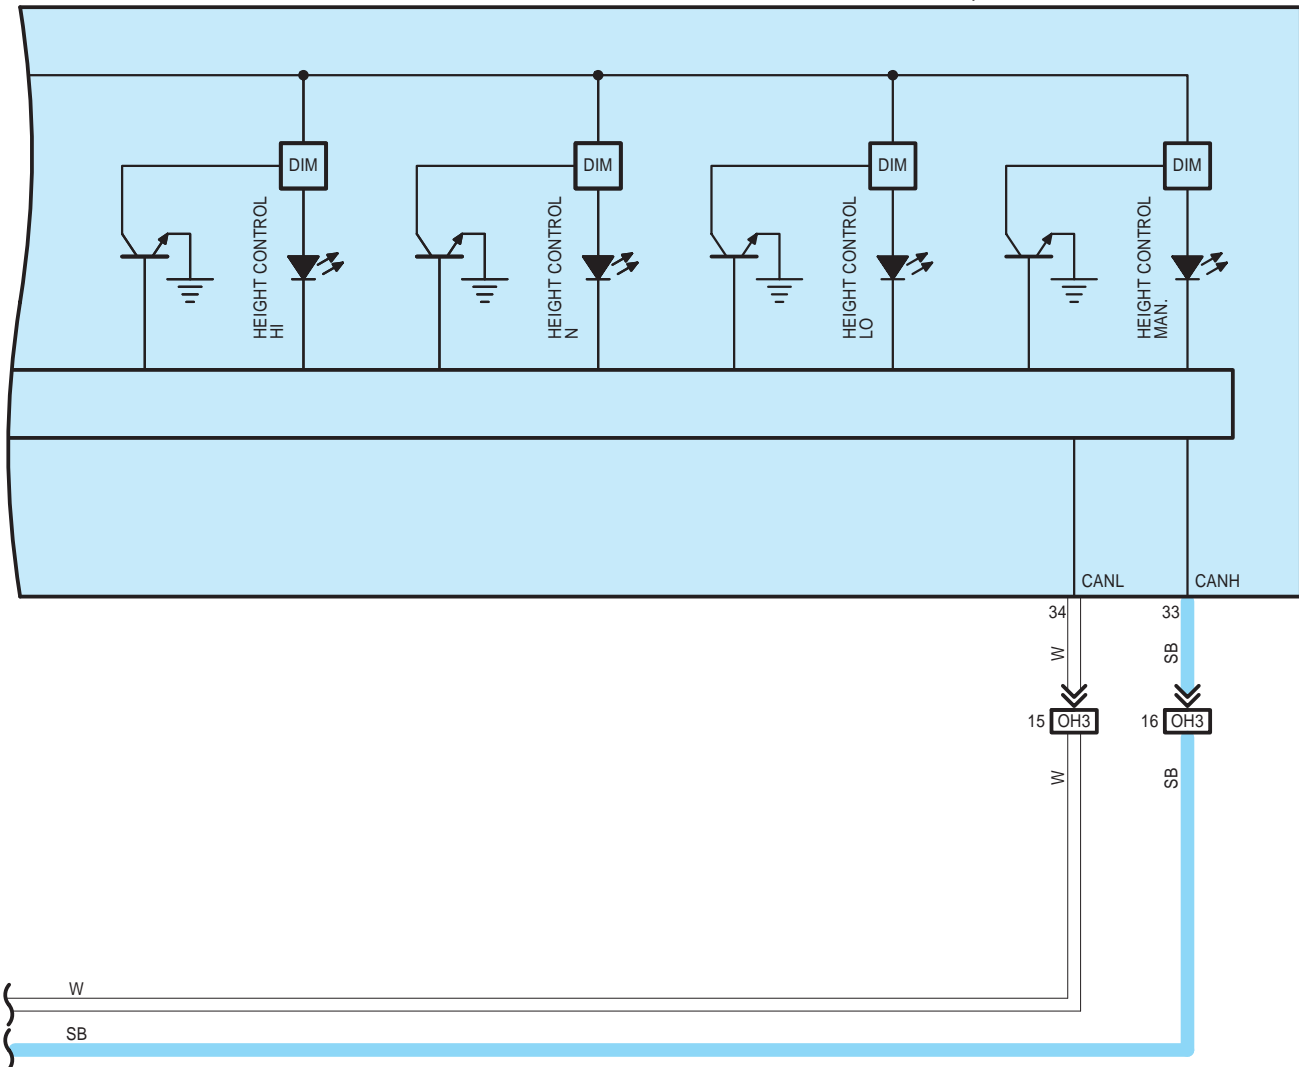 DIM
DIM
DIM
DIM
HEIGHT CONTROL
HI
HEIGHT CONTROL
N
HEIGHT CONTROL
LO
HEIGHT CONTROL
MAN.
CANL
CANH
34
33
W
SB
15 OH3
16 OH3
W
SB
W
SB